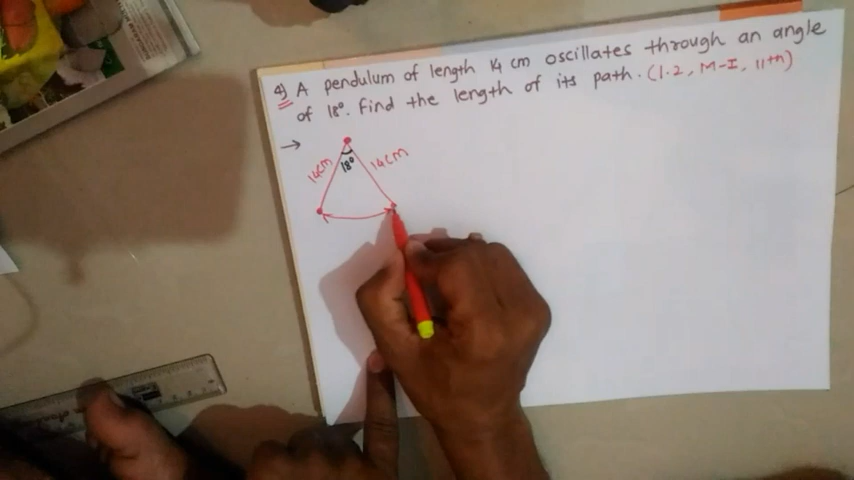 4) A pendulum of length 14 cm oscillates through an angle
of 18°. Find the length of its path. (1.2, M-I, 11th)
→
14cm 18° 14cm